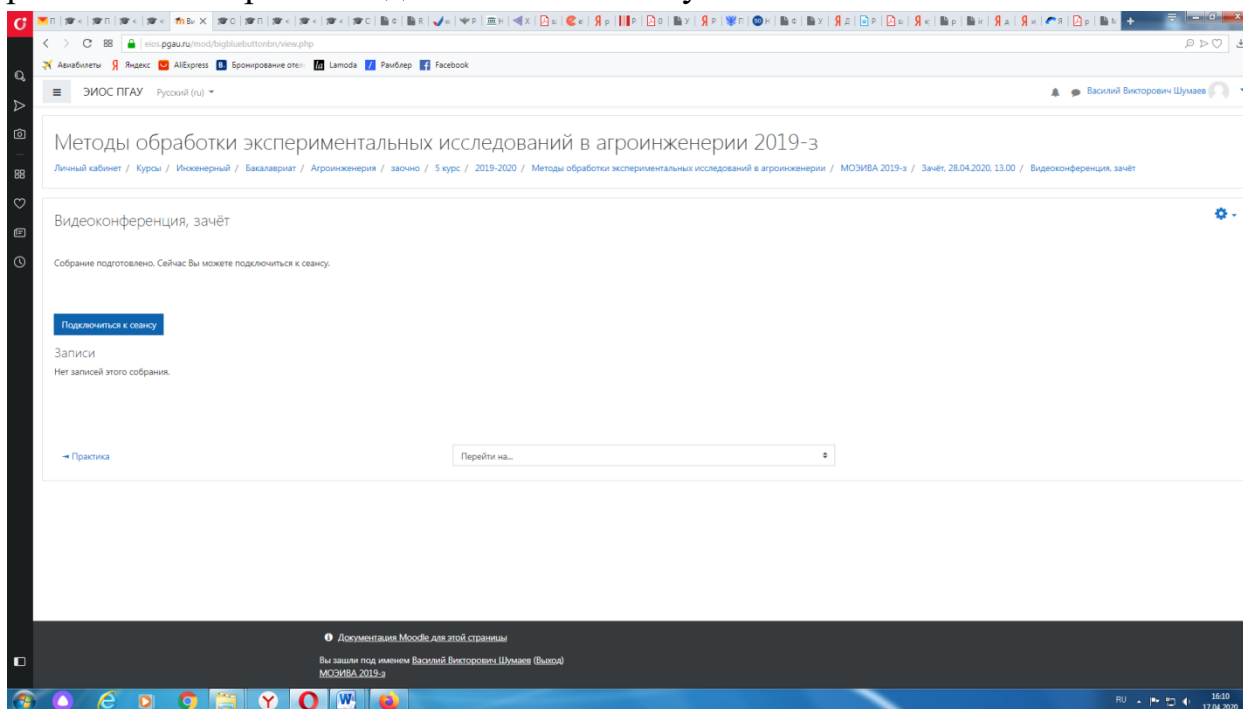 eios.pgau.ru/mod/bigbluebuttonbn/view.php
Авиабилеты Яндекс AliExpress Бронирование отел Lamoda Рамблер Facebook
ЭИОС ПГАУ Русский (ru) Василий Викторович Шумаев
Методы обработки экспериментальных исследований в агроинженерии 2019-з
Личный кабинет / Курсы / Инженерный / Бакалавриат / Агроинженерия / заочно / 5 курс / 2019-2020 / Методы обработки экспериментальных исследований в агроинженерии / МОЭИВА 2019-з / Зачёт, 28.04.2020, 13.00 / Видеоконференция, зачёт
Видеоконференция, зачёт
Собрание подготовлено. Сейчас Вы можете подключиться к сеансу.
Подключиться к сеансу
Записи
Нет записей этого собрания.
◄ Практика
Перейти на...
Документация Moodle для этой страницы
Вы зашли под именем Василий Викторович Шумаев (Выход)
МОЭИВА 2019-з
RU 16:10
17.04.2020